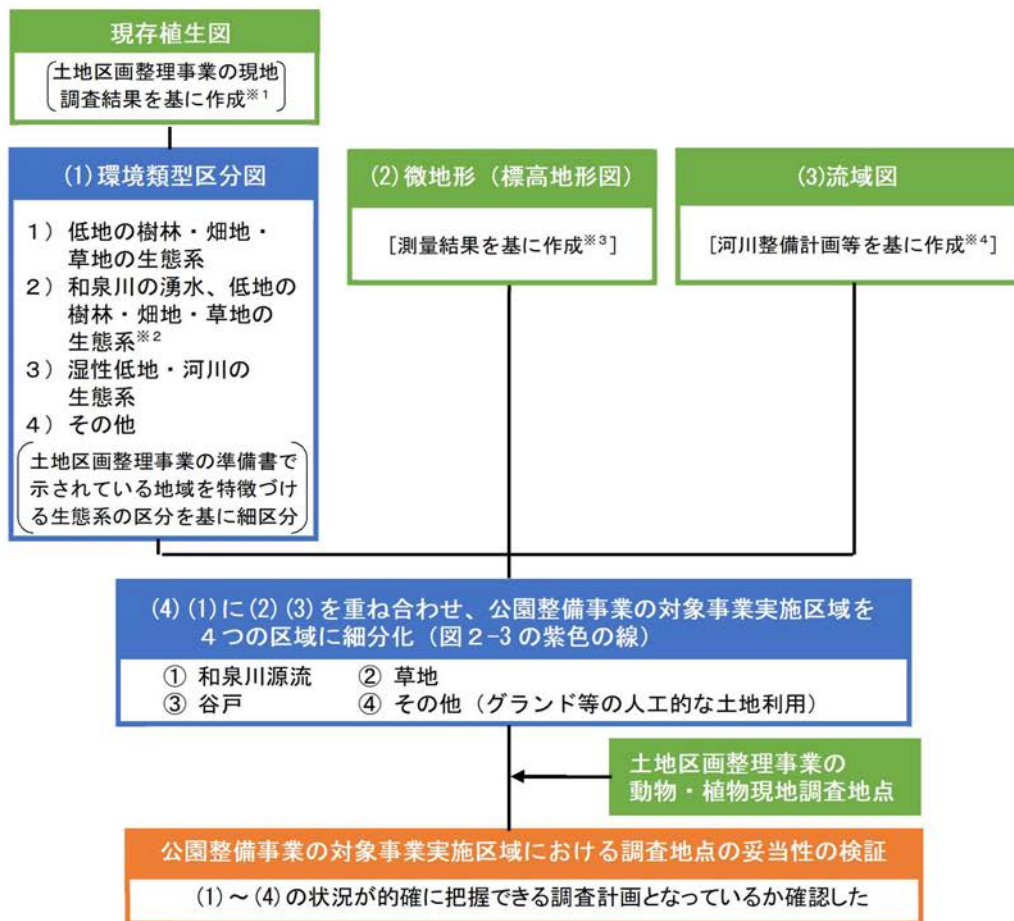 現存植生図
土地区画整理事業の現地
調査結果を基に作成※1
(1)環境類型区分図
1）低地の樹林・畑地・
草地の生態系
2）和泉川の湧水、低地の
樹林・畑地・草地の
生態系※2
3）湿性低地・河川の
生態系
4）その他
土地区画整理事業の準備書で
示されている地域を特徴づけ
る生態系の区分を基に細区分
(2)微地形（標高地形図）
[測量結果を基に作成※3]
(3)流域図
[河川整備計画等を基に作成※4]
(4)(1)に(2)(3)を重ね合わせ、公園整備事業の対象事業実施区域を
４つの区域に細分化（図２-３の紫色の線）
① 和泉川源流 ② 草地
③ 谷戸 ④ その他（グランド等の人工的な土地利用）
土地区画整理事業の
動物・植物現地調査地点
公園整備事業の対象事業実施区域における調査地点の妥当性の検証
(1)～(4)の状況が的確に把握できる調査計画となっているか確認した